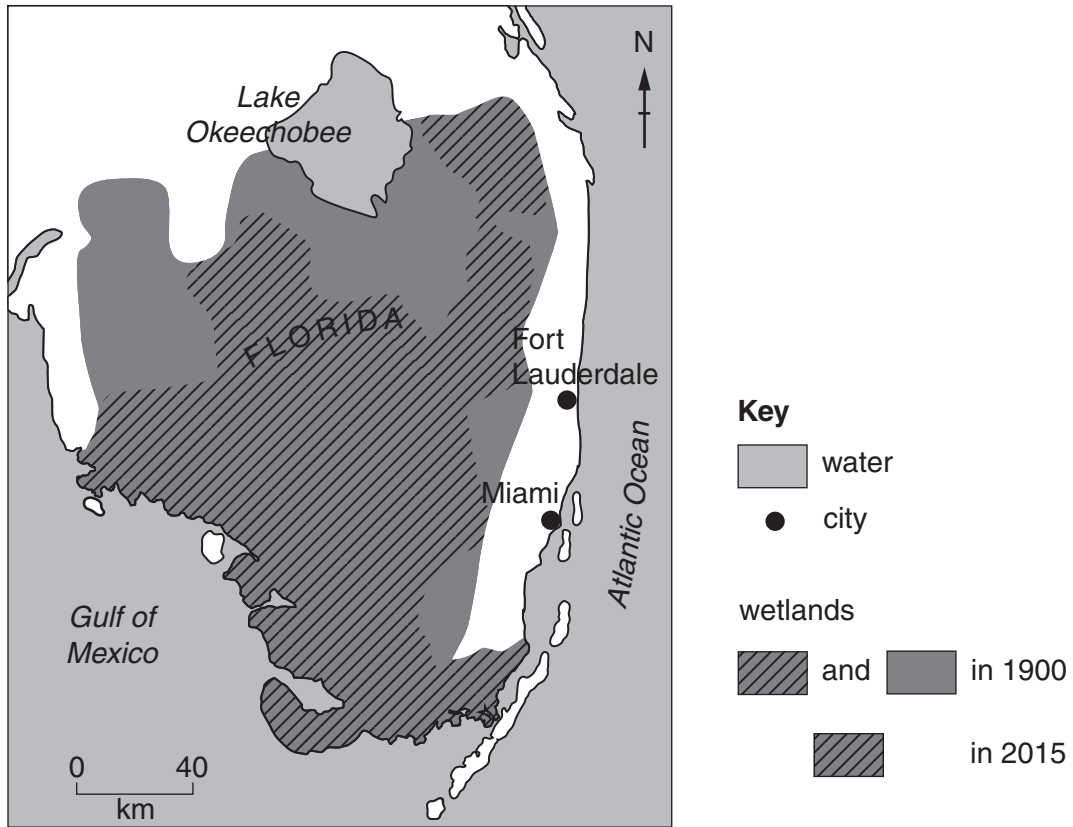 N
Lake
Okeechobee
FLORIDA
Fort
Lauderdale
Miami
Atlantic Ocean
Gulf of
Mexico
0 40
km
Key
water
city
wetlands
and in 1900
in 2015